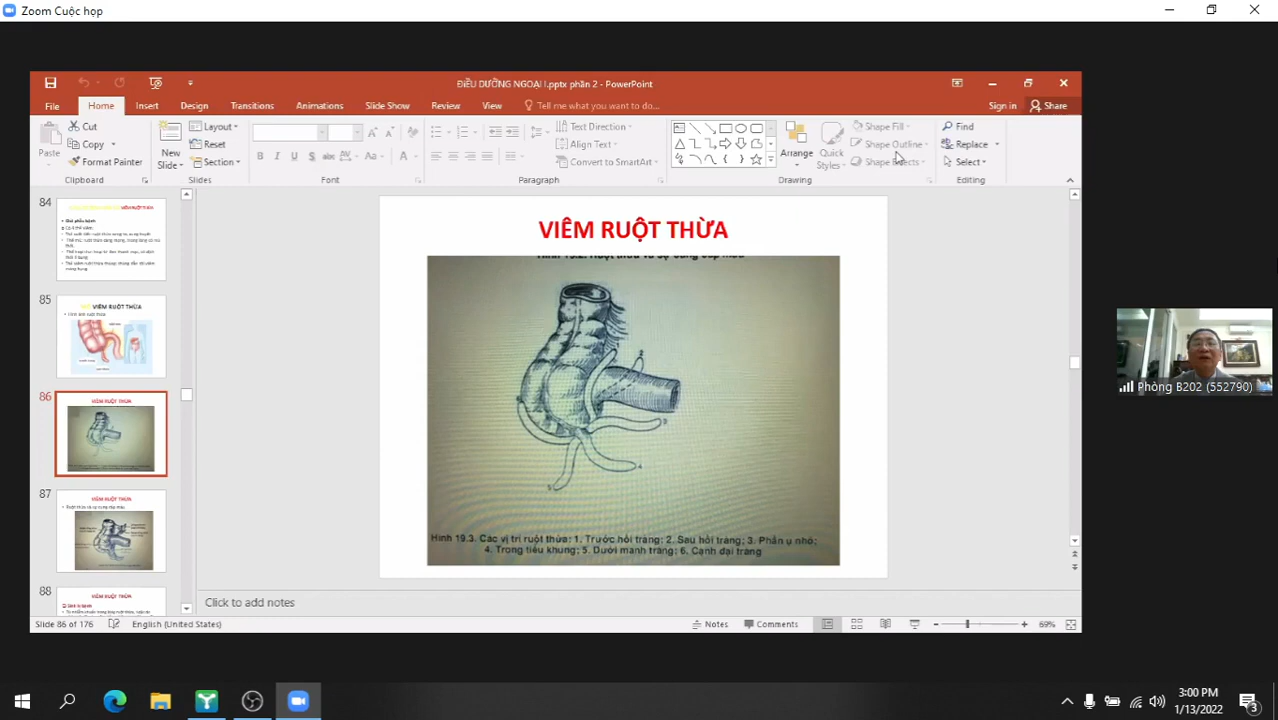 Zoom Cuộc họp
ĐIỀU DƯỠNG NGOẠI I.pptx phần 2 - PowerPoint
File Home Insert Design Transitions Animations Slide Show Review View Tell me what you want to do... Sign in Share
Paste
Cut
Copy
Format Painter
Clipboard
New Slide
Layout
Reset
Section
Slides
Text Direction
Align Text
Convert to SmartArt
Paragraph
Arrange
Quick Styles
Shape Fill
Shape Outline
Shape Effects
Drawing
Find
Replace
Select
Editing
84
85
VIÊM RUỘT THỪA
86
VIÊM RUỘT THỪA
87
VIÊM RUỘT THỪA
88
VIÊM RUỘT THỪA
VIÊM RUỘT THỪA
3
4
5
Hình 19.3. Các vị trí ruột thừa: 1. Trước hồi tràng; 2. Sau hồi tràng; 3. Phần ụ nhô;
4. Trong tiểu khung; 5. Dưới manh tràng; 6. Cạnh đại tràng
Phòng B202 (552790)
Click to add notes
Slide 86 of 176 English (United States) Notes Comments 69%
3:00 PM
1/13/2022
3